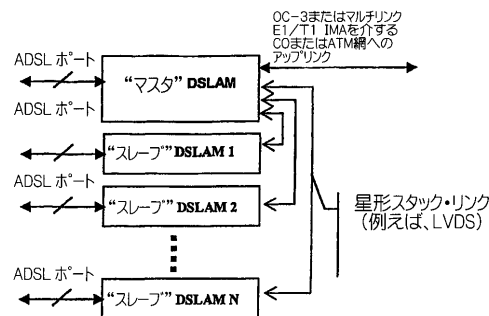 OC-3またはマルチリンク
E1/T1 IMAを介する
COまたはATM網への
アップリンク
ADSL ポート
“マスタ” DSLAM
ADSL ポート
“スレーブ” DSLAM 1
ADSL ポート
“スレーブ” DSLAM 2
星形スタック・リンク
(例えば、LVDS)
ADSL ポート
“スレーブ” DSLAM N